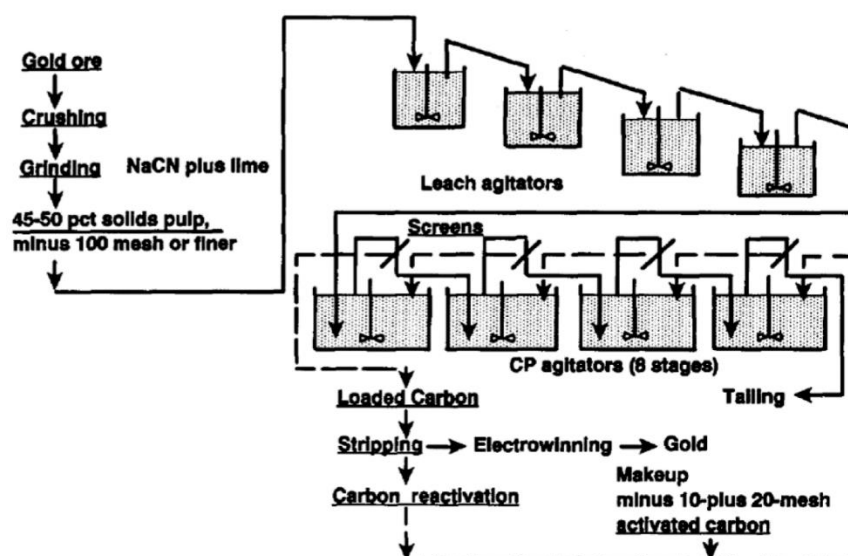 Gold ore
Crushing
Grinding
NaCN plus lime
45-50 pct solids pulp,
minus 100 mesh or finer
Leach agitators
Screens
CP agitators (8 stages)
Tailing
Loaded Carbon
Stripping
Electrowinning
Gold
Carbon reactivation
Makeup
minus 10-plus 20-mesh
activated carbon